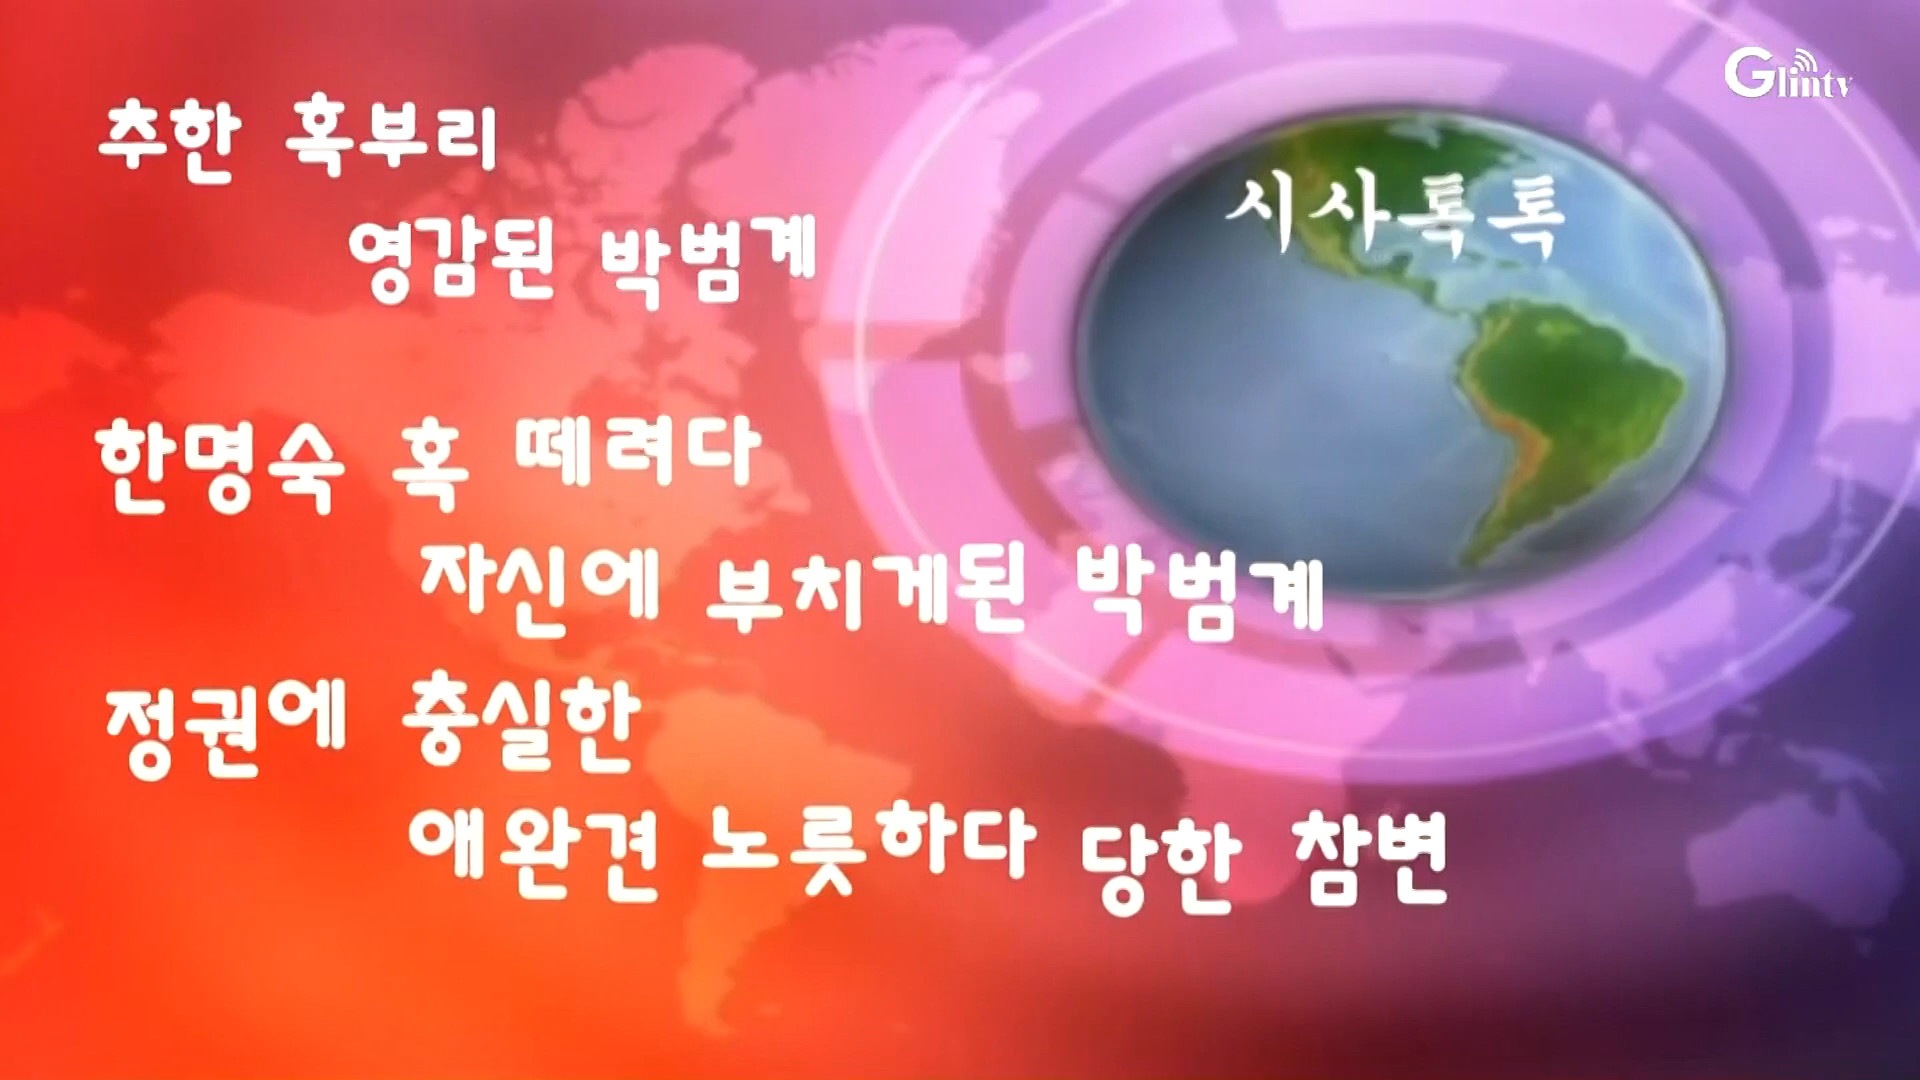 Glintv
시사톡톡
추한 혹부리
영감된 박범계
한명숙 혹 떼려다
자신에 부치게된 박범계
정권에 충실한
애완견 노릇하다 당한 참변